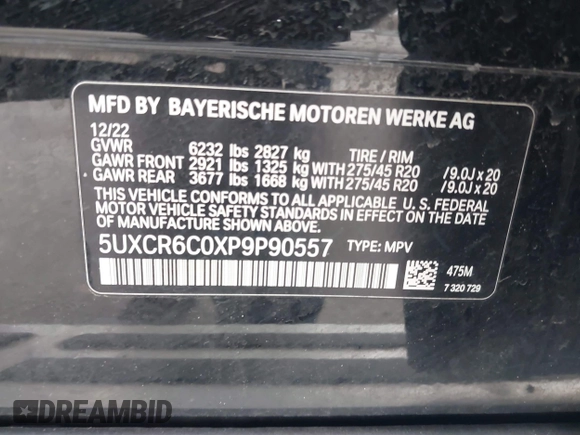 MFD BY BAYERISCHE MOTOREN WERKE AG
12/22
GVWR 6232 lbs 2827 kg TIRE / RIM
GAWR FRONT 2921 lbs 1325 kg WITH 275/45 R20 /9.0J x 20
GAWR REAR 3677 lbs 1668 kg WITH 275/45 R20 /9.0J x 20
THIS VEHICLE CONFORMS TO ALL APPLICABLE U. S. FEDERAL
MOTOR VEHICLE SAFETY STANDARDS IN EFFECT ON THE DATE
OF MANUFACTURE SHOWN ABOVE.
5UXCR6C0XP9P90557 TYPE: MPV
475M
7 320 729
DREAMBID